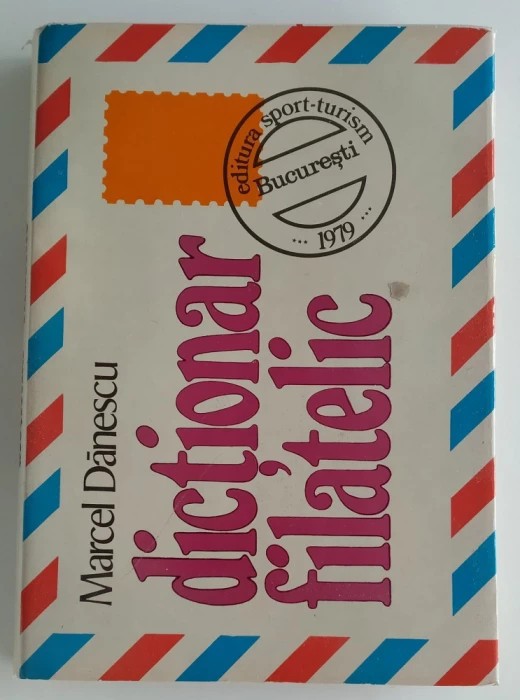 Marcel Dănescu
dicționar
filatelic
editura sport-turism
București
... 1979 ...